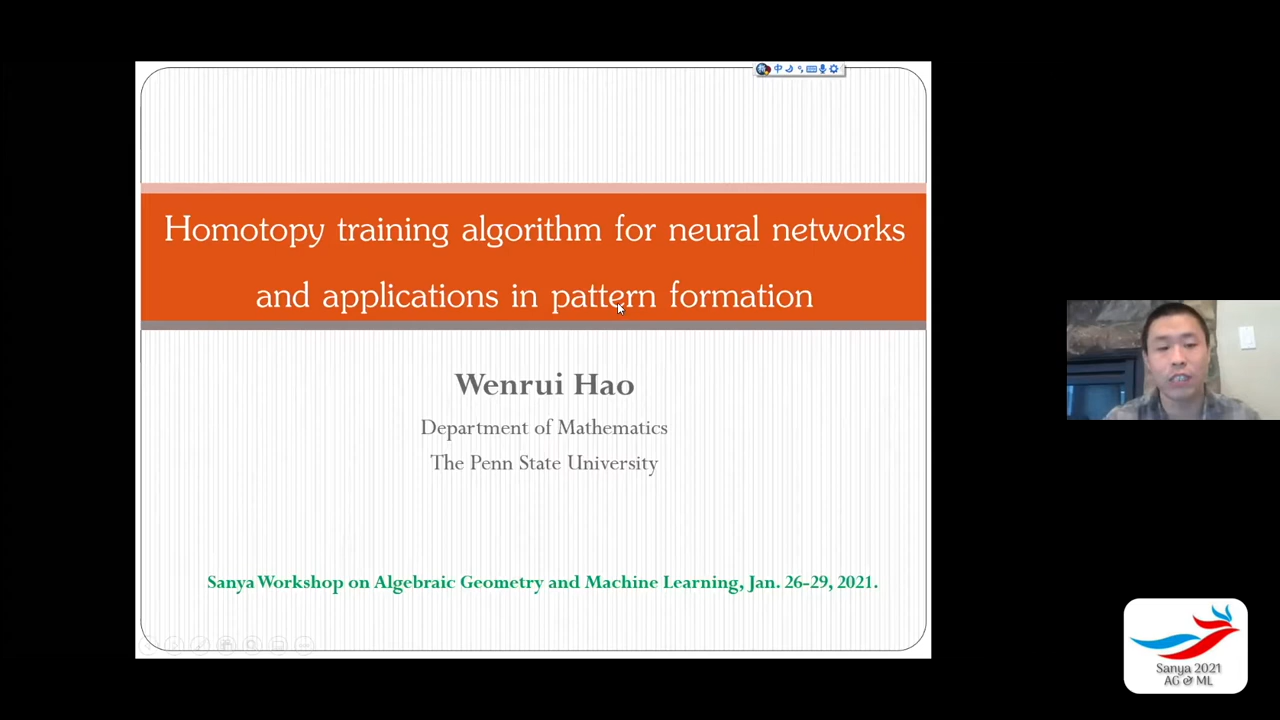 中
Homotopy training algorithm for neural networks
and applications in pattern formation
Wenrui Hao
Department of Mathematics
The Penn State University
Sanya Workshop on Algebraic Geometry and Machine Learning, Jan. 26-29, 2021.
Sanya 2021
AG & ML